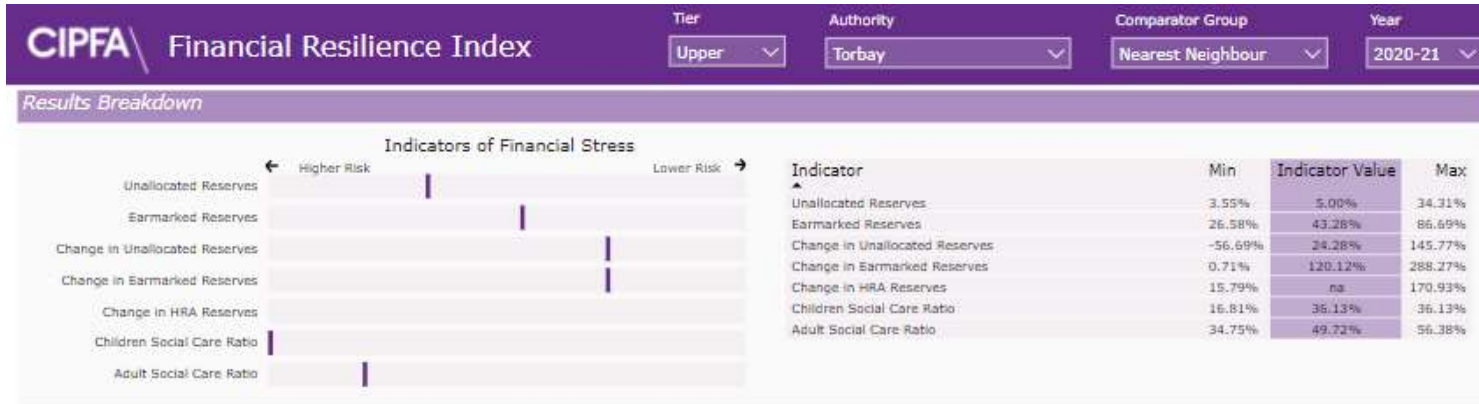 CIPFA\ Financial Resilience Index
Tier
Upper
Authority
Torbay
Comparator Group
Nearest Neighbour
Year
2020-21
Results Breakdown
Indicators of Financial Stress
← Higher Risk Lower Risk →
Unallocated Reserves
Earmarked Reserves
Change in Unallocated Reserves
Change in Earmarked Reserves
Change in HRA Reserves
Children Social Care Ratio
Adult Social Care Ratio
Indicator Min Indicator Value Max
Unallocated Reserves 3.55% 5.00% 34.31%
Earmarked Reserves 26.58% 43.28% 86.69%
Change in Unallocated Reserves -56.69% 24.28% 145.77%
Change in Earmarked Reserves 0.71% 120.12% 288.27%
Change in HRA Reserves 15.79% na 170.93%
Children Social Care Ratio 16.81% 36.13% 36.13%
Adult Social Care Ratio 34.75% 49.72% 56.38%